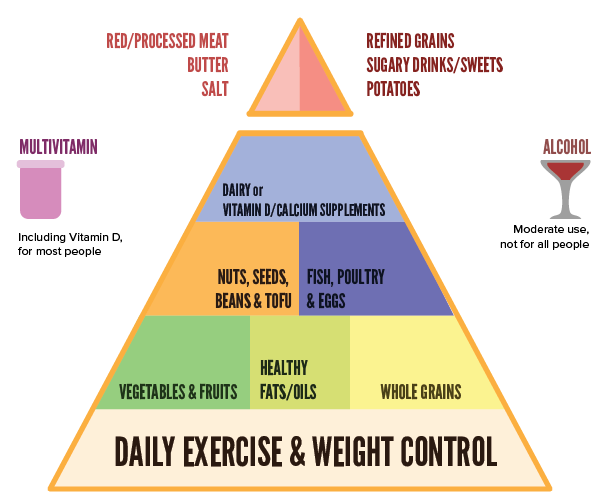 RED/PROCESSED MEAT
BUTTER
SALT
REFINED GRAINS
SUGARY DRINKS/SWEETS
POTATOES
MULTIVITAMIN
Including Vitamin D,
for most people
ALCOHOL
Moderate use,
not for all people
DAIRY or
VITAMIN D/CALCIUM SUPPLEMENTS
NUTS, SEEDS,
BEANS & TOFU
FISH, POULTRY
& EGGS
VEGETABLES & FRUITS
HEALTHY
FATS/OILS
WHOLE GRAINS
DAILY EXERCISE & WEIGHT CONTROL